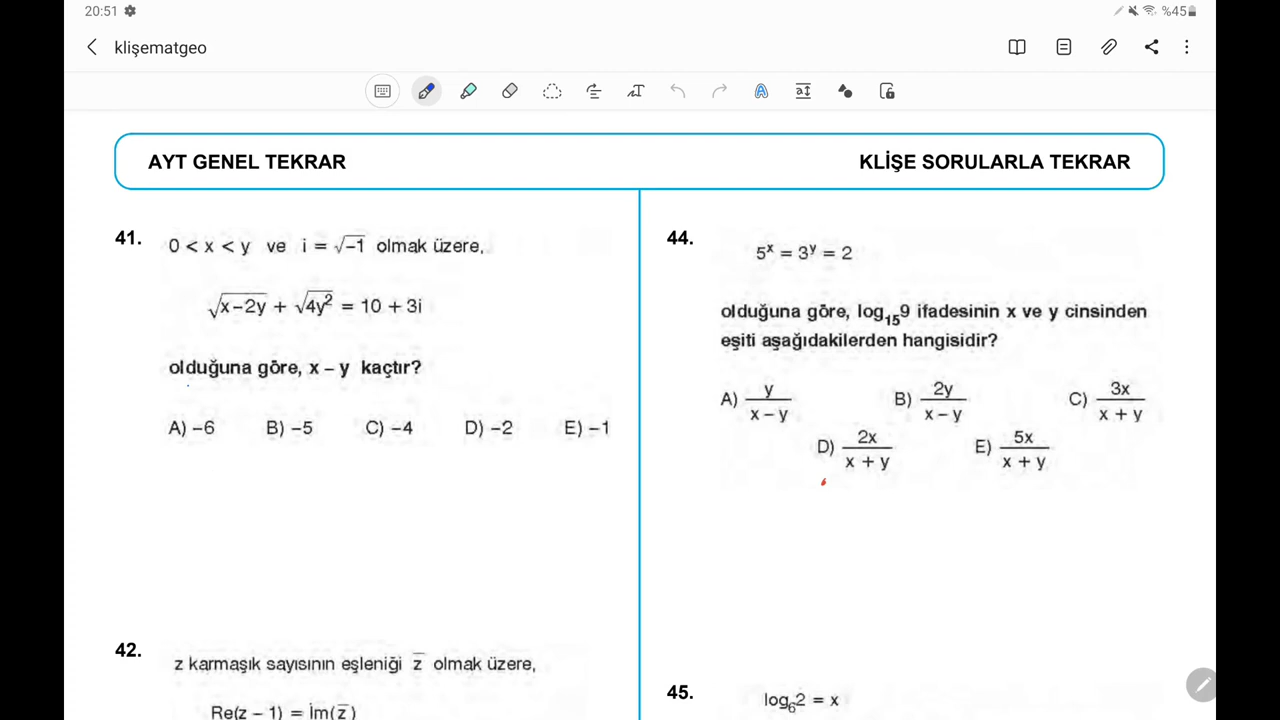 20:51 %45
klişematgeo
AYT GENEL TEKRAR
KLİŞE SORULARLA TEKRAR
41. 0 < x < y ve i = √−1 olmak üzere,
√x−2y + √4y² = 10 + 3i
olduğuna göre, x − y kaçtır?
A) −6 B) −5 C) −4 D) −2 E) −1
42. z karmaşık sayısının eşleniği z̅ olmak üzere,
Re(z − 1) = İm(z̅)
44. 5ˣ = 3ʸ = 2
olduğuna göre, log₁₅9 ifadesinin x ve y cinsinden
eşiti aşağıdakilerden hangisidir?
A) y/(x − y) B) 2y/(x − y) C) 3x/(x + y)
D) 2x/(x + y) E) 5x/(x + y)
45. log₆2 = x